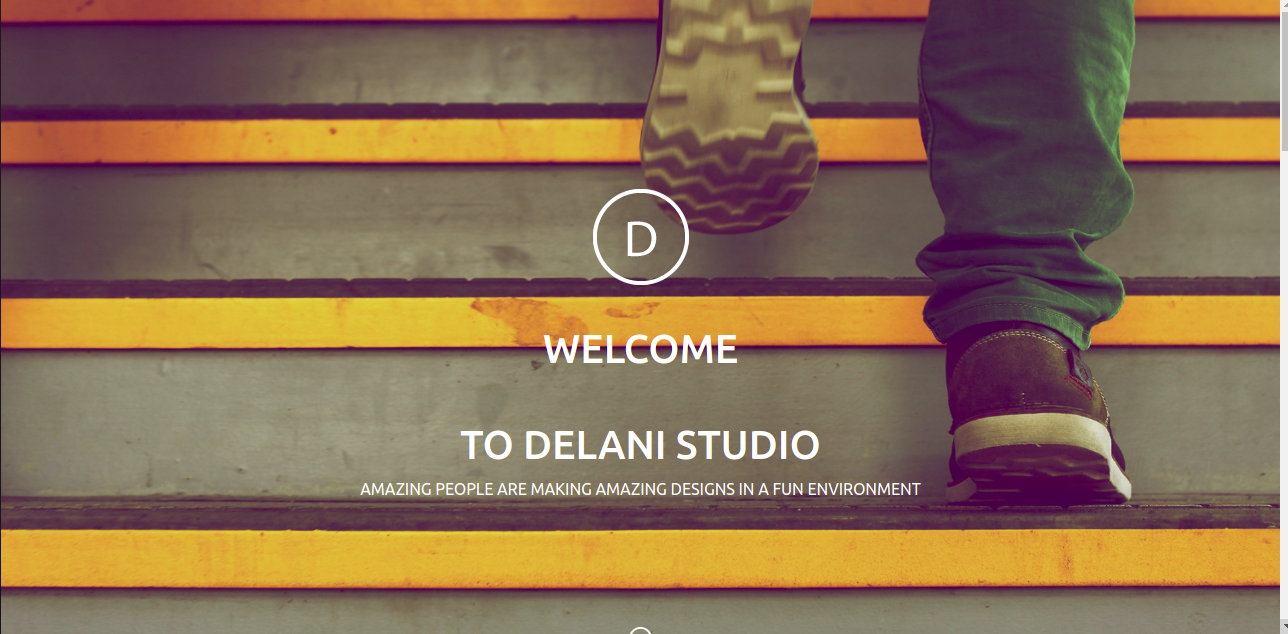 D
WELCOME
TO DELANI STUDIO
AMAZING PEOPLE ARE MAKING AMAZING DESIGNS IN A FUN ENVIRONMENT